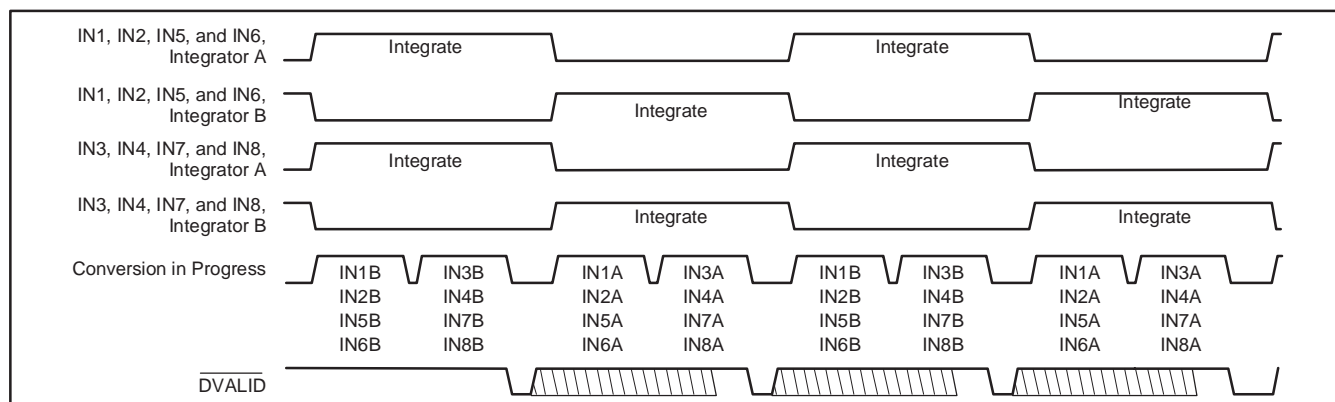 IN1, IN2, IN5, and IN6,
Integrator A
Integrate
Integrate
IN1, IN2, IN5, and IN6,
Integrator B
Integrate
Integrate
IN3, IN4, IN7, and IN8,
Integrator A
Integrate
Integrate
IN3, IN4, IN7, and IN8,
Integrator B
Integrate
Integrate
Conversion in Progress
IN1B IN3B IN1A IN3A IN1B IN3B IN1A IN3A
IN2B IN4B IN2A IN4A IN2B IN4B IN2A IN4A
IN5B IN7B IN5A IN7A IN5B IN7B IN5A IN7A
IN6B IN8B IN6A IN8A IN6B IN8B IN6A IN8A
DVALID